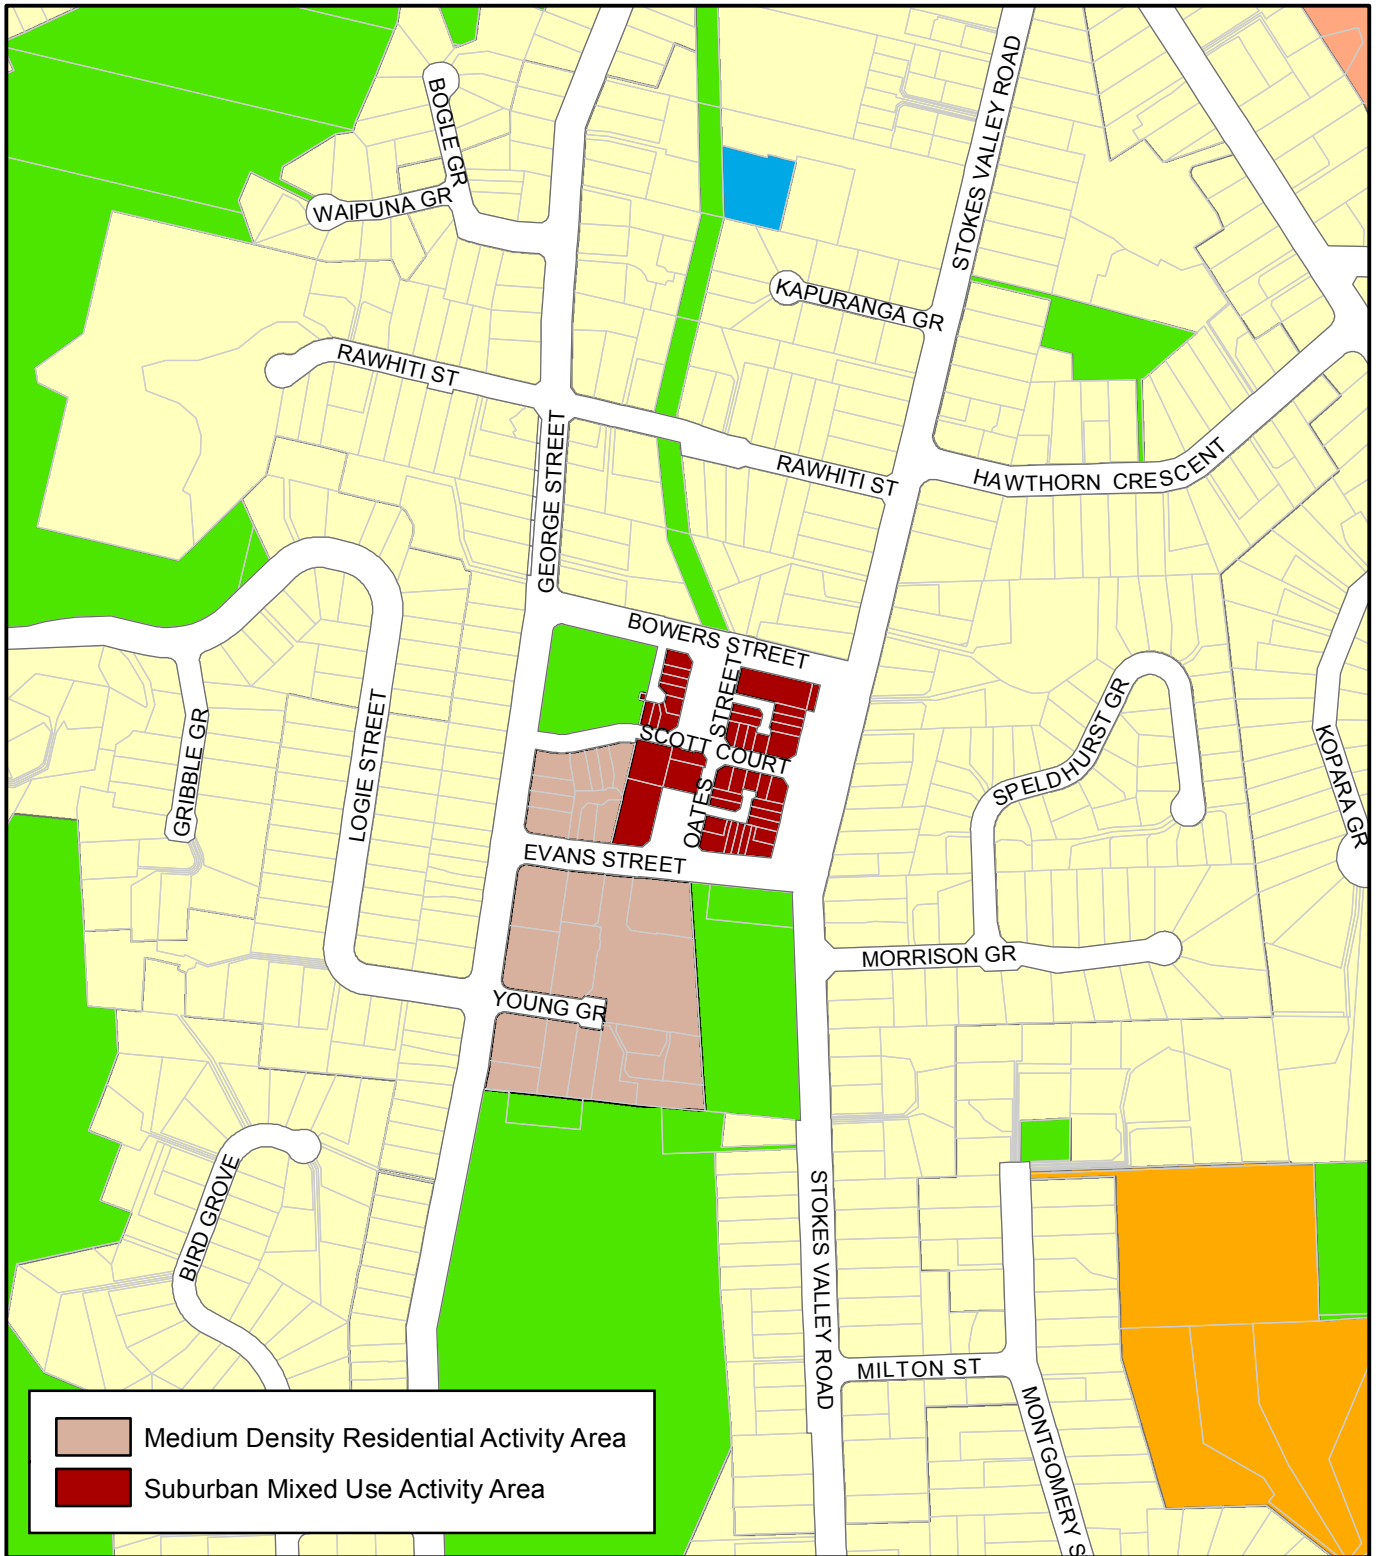 STOKES VALLEY ROAD
BOGLE GR
WAIPUNA GR
KAPURANGA GR
RAWHITI ST
RAWHITI ST
HAWTHORN CRESCENT
GEORGE STREET
BOWERS STREET
OATES STREET
SCOTT COURT
SPELDHURST GR
KOPARA GR
GRIBBLE GR
LOGIE STREET
EVANS STREET
MORRISON GR
YOUNG GR
BIRD GROVE
STOKES VALLEY ROAD
MILTON ST
MONTGOMERY S
Medium Density Residential Activity Area
Suburban Mixed Use Activity Area